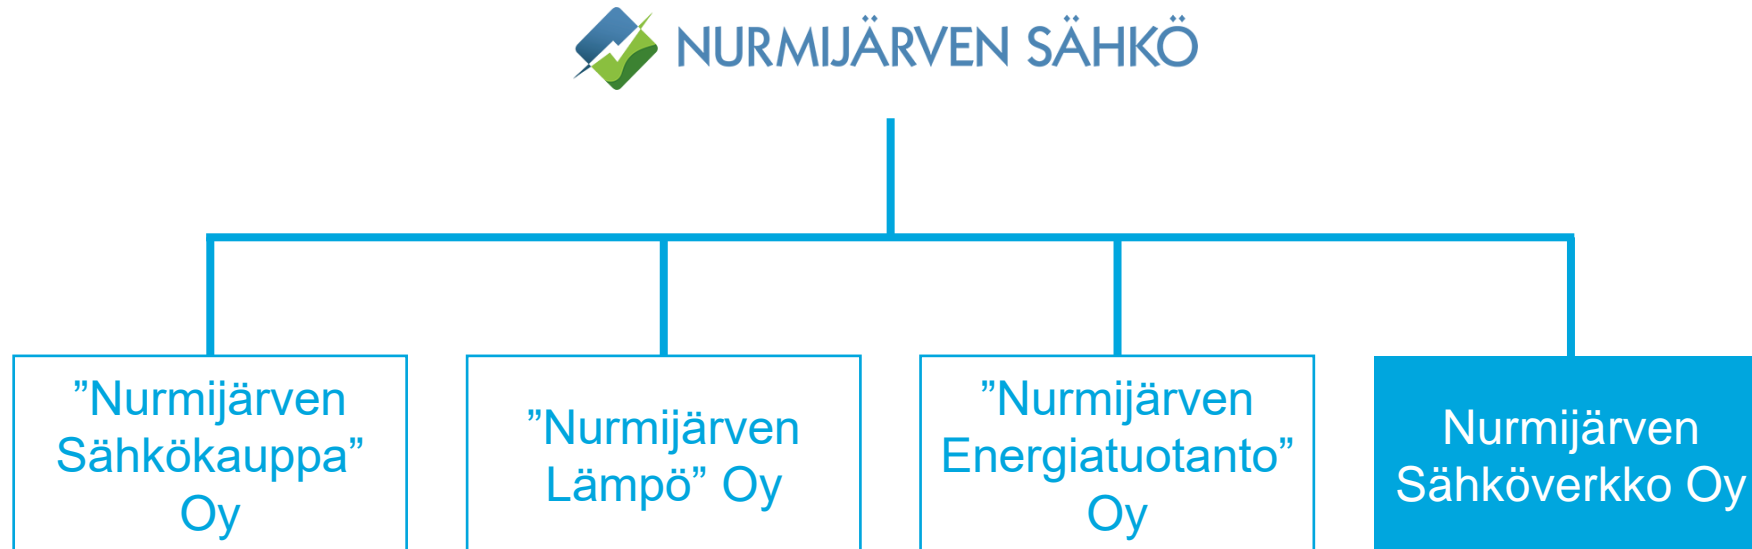 NURMIJÄRVEN SÄHKÖ
”Nurmijärven
Sähkökauppa”
Oy
”Nurmijärven
Lämpö” Oy
”Nurmijärven
Energiatuotanto”
Oy
Nurmijärven
Sähköverkko Oy